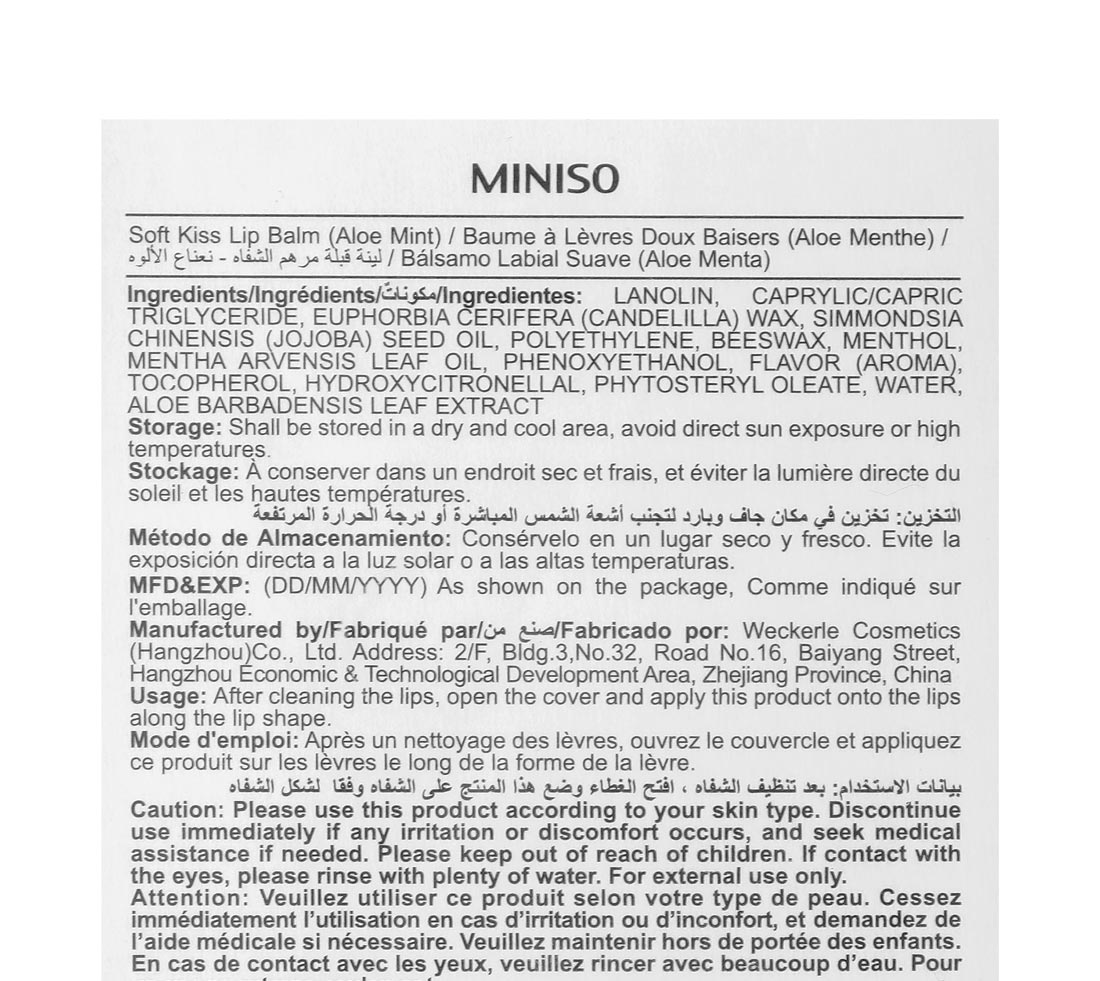 MINISO
Soft Kiss Lip Balm (Aloe Mint) / Baume à Lèvres Doux Baisers (Aloe Menthe) /
لينة قبلة مرهم الشفاه - نعناع الألوه / Bálsamo Labial Suave (Aloe Menta)
Ingredients/Ingrédients/مكونات/Ingredientes: LANOLIN, CAPRYLIC/CAPRIC
TRIGLYCERIDE, EUPHORBIA CERIFERA (CANDELILLA) WAX, SIMMONDSIA
CHINENSIS (JOJOBA) SEED OIL, POLYETHYLENE, BEESWAX, MENTHOL,
MENTHA ARVENSIS LEAF OIL, PHENOXYETHANOL, FLAVOR (AROMA),
TOCOPHEROL, HYDROXYCITRONELLAL, PHYTOSTERYL OLEATE, WATER,
ALOE BARBADENSIS LEAF EXTRACT
Storage: Shall be stored in a dry and cool area, avoid direct sun exposure or high
temperatures.
Stockage: À conserver dans un endroit sec et frais, et éviter la lumière directe du
soleil et les hautes températures.
التخزين: تخزين في مكان جاف وبارد لتجنب أشعة الشمس المباشرة أو درجة الحرارة المرتفعة
Método de Almacenamiento: Consérvelo en un lugar seco y fresco. Evite la
exposición directa a la luz solar o a las altas temperaturas.
MFD&EXP: (DD/MM/YYYY) As shown on the package, Comme indiqué sur
l'emballage.
Manufactured by/Fabriqué par/صنع من/Fabricado por: Weckerle Cosmetics
(Hangzhou)Co., Ltd. Address: 2/F, Bldg.3,No.32, Road No.16, Baiyang Street,
Hangzhou Economic & Technological Development Area, Zhejiang Province, China
Usage: After cleaning the lips, open the cover and apply this product onto the lips
along the lip shape.
Mode d'emploi: Après un nettoyage des lèvres, ouvrez le couvercle et appliquez
ce produit sur les lèvres le long de la forme de la lèvre.
بيانات الاستخدام: بعد تنظيف الشفاه ، افتح الغطاء وضع هذا المنتج على الشفاه وفقا لشكل الشفاه
Caution: Please use this product according to your skin type. Discontinue
use immediately if any irritation or discomfort occurs, and seek medical
assistance if needed. Please keep out of reach of children. If contact with
the eyes, please rinse with plenty of water. For external use only.
Attention: Veuillez utiliser ce produit selon votre type de peau. Cessez
immédiatement l’utilisation en cas d’irritation ou d’inconfort, et demandez de
l’aide médicale si nécessaire. Veuillez maintenir hors de portée des enfants.
En cas de contact avec les yeux, veuillez rincer avec beaucoup d’eau. Pour